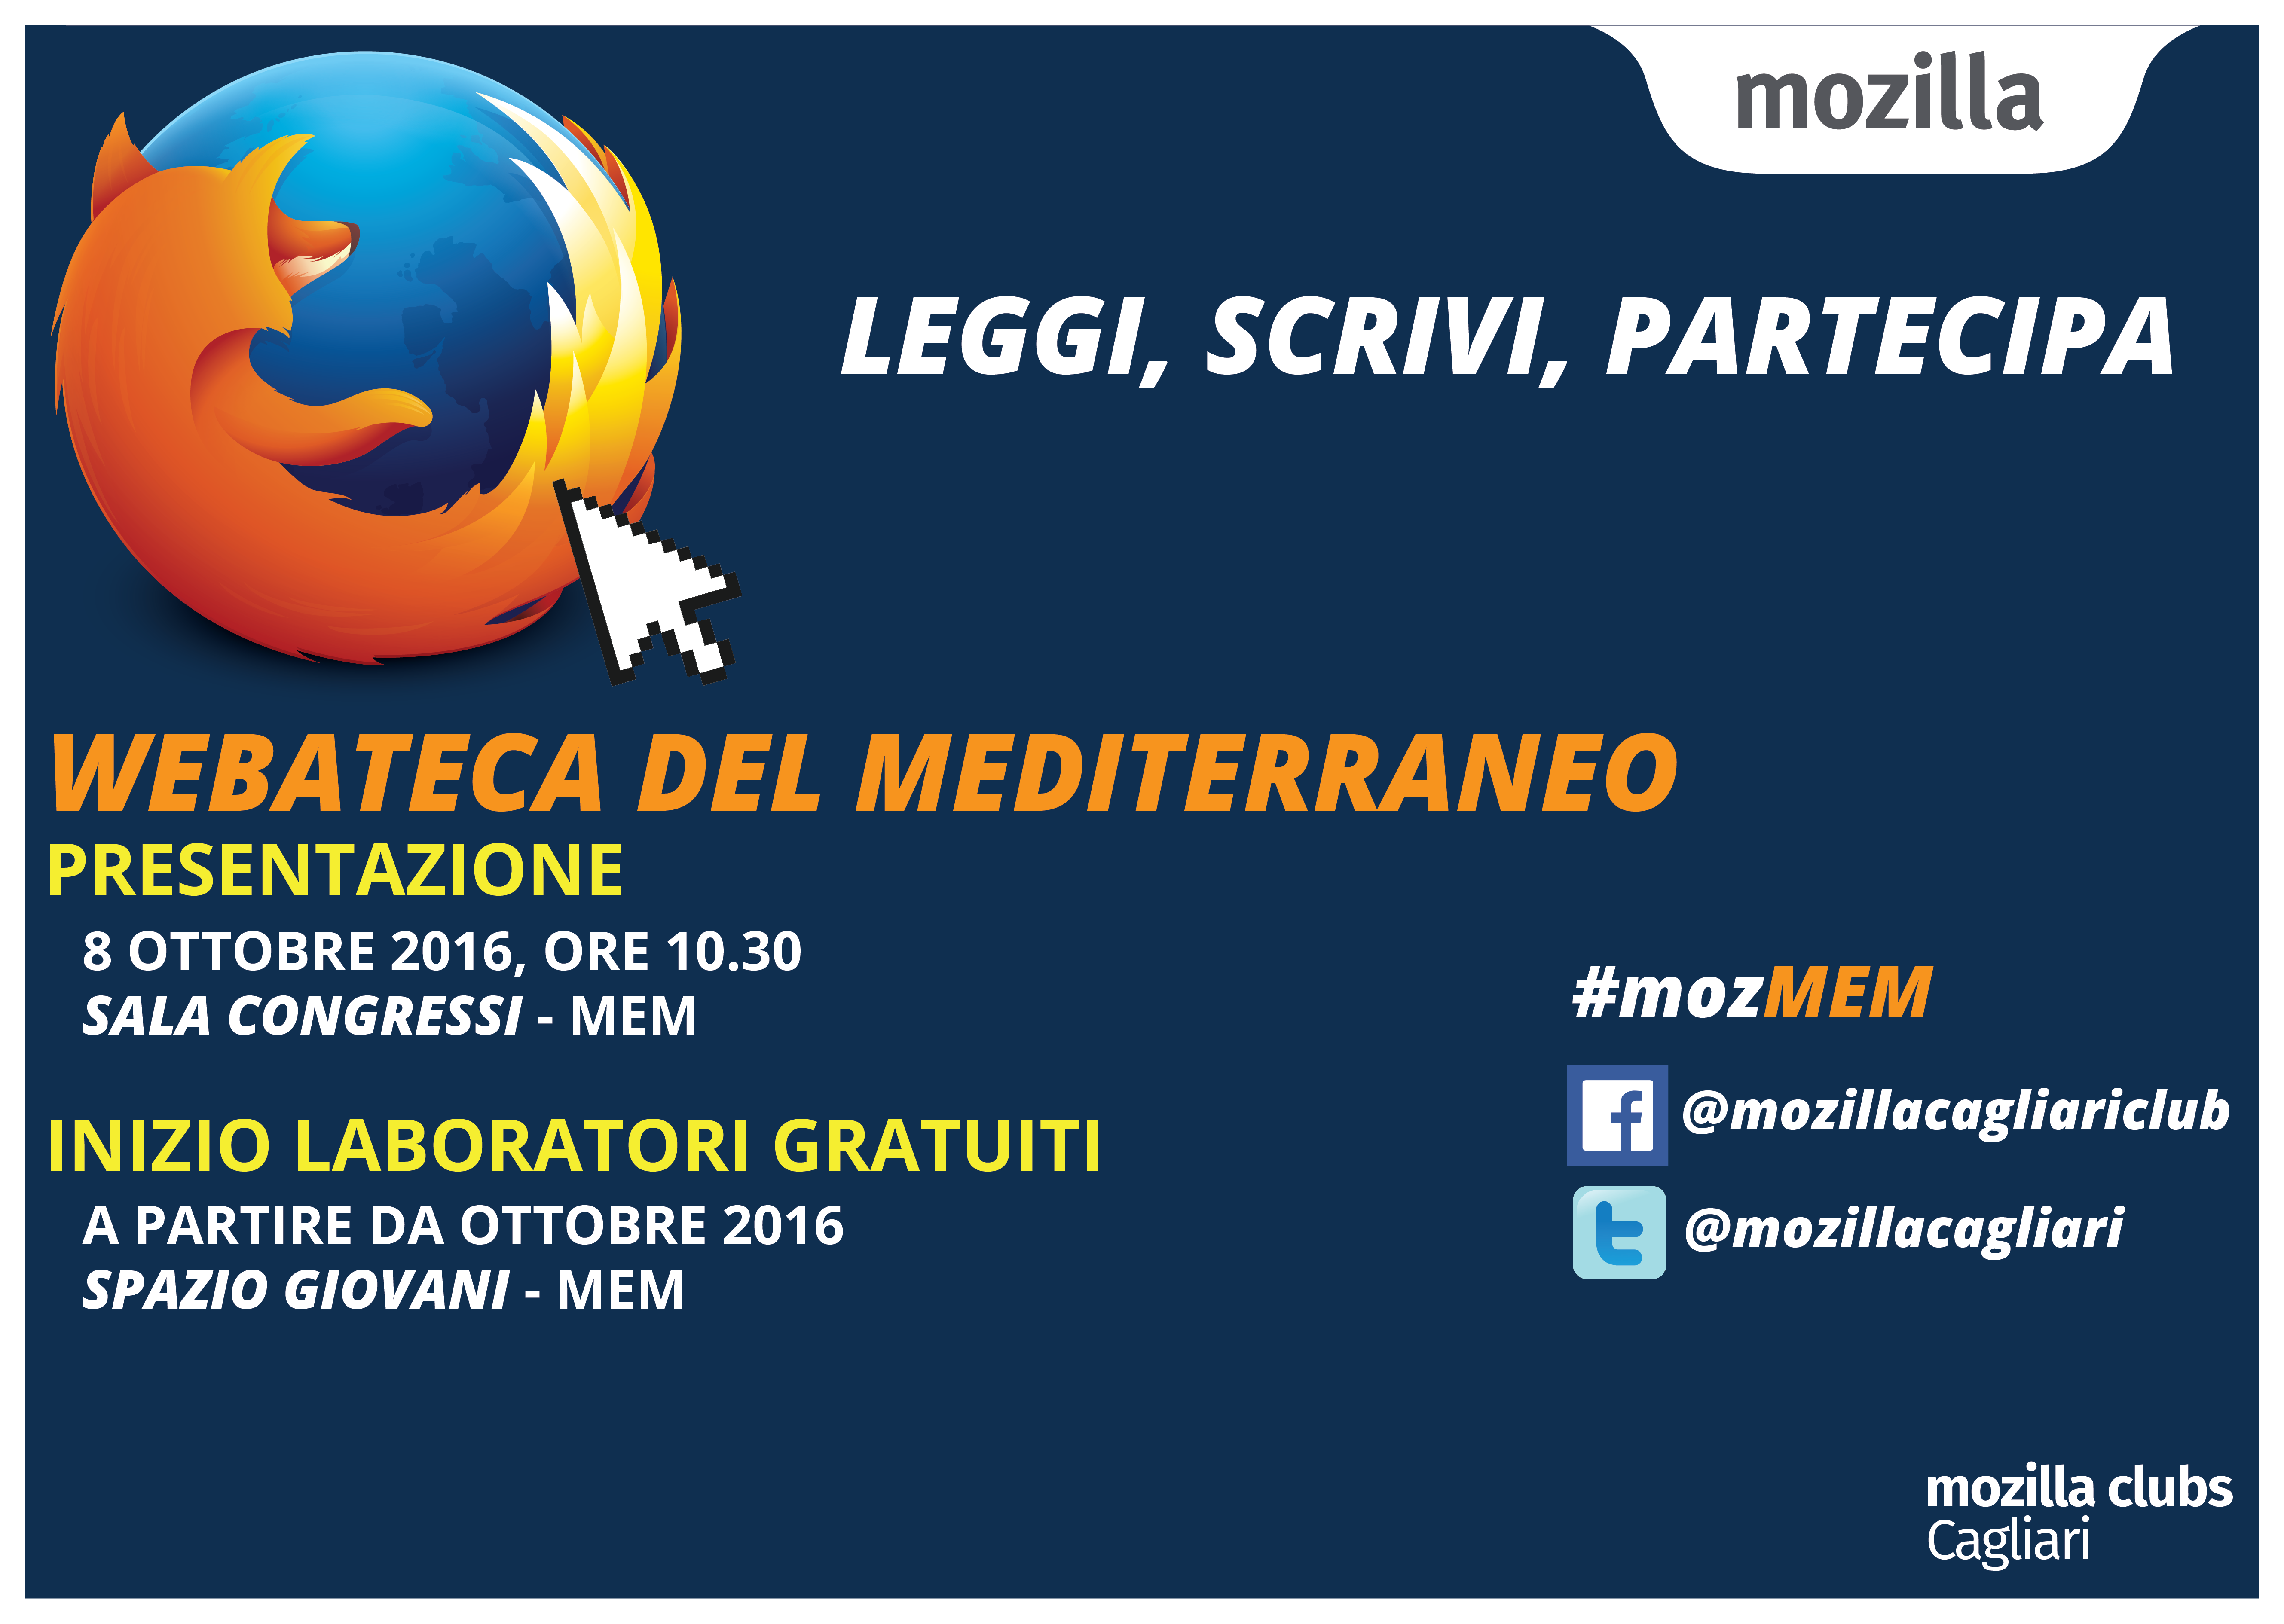 mozilla
LEGGI, SCRIVI, PARTECIPA
WEBATECA DEL MEDITERRANEO
PRESENTAZIONE
8 OTTOBRE 2016, ORE 10.30
SALA CONGRESSI - MEM
INIZIO LABORATORI GRATUITI
A PARTIRE DA OTTOBRE 2016
SPAZIO GIOVANI - MEM
#mozMEM
@mozillacagliariclub
@mozillacagliari
mozilla clubs
Cagliari